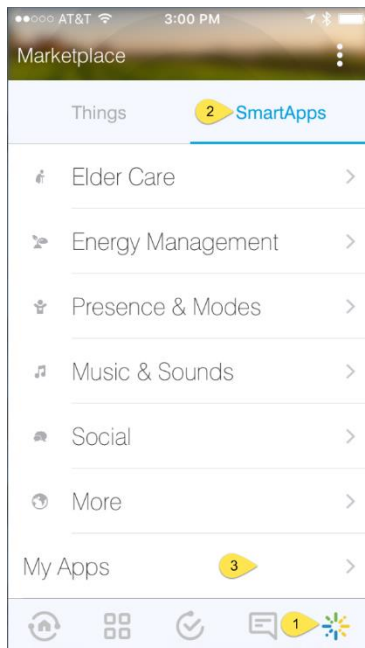 AT&T 3:00 PM
Marketplace
Things 2 SmartApps
Elder Care
Energy Management
Presence & Modes
Music & Sounds
Social
More
My Apps 3
1